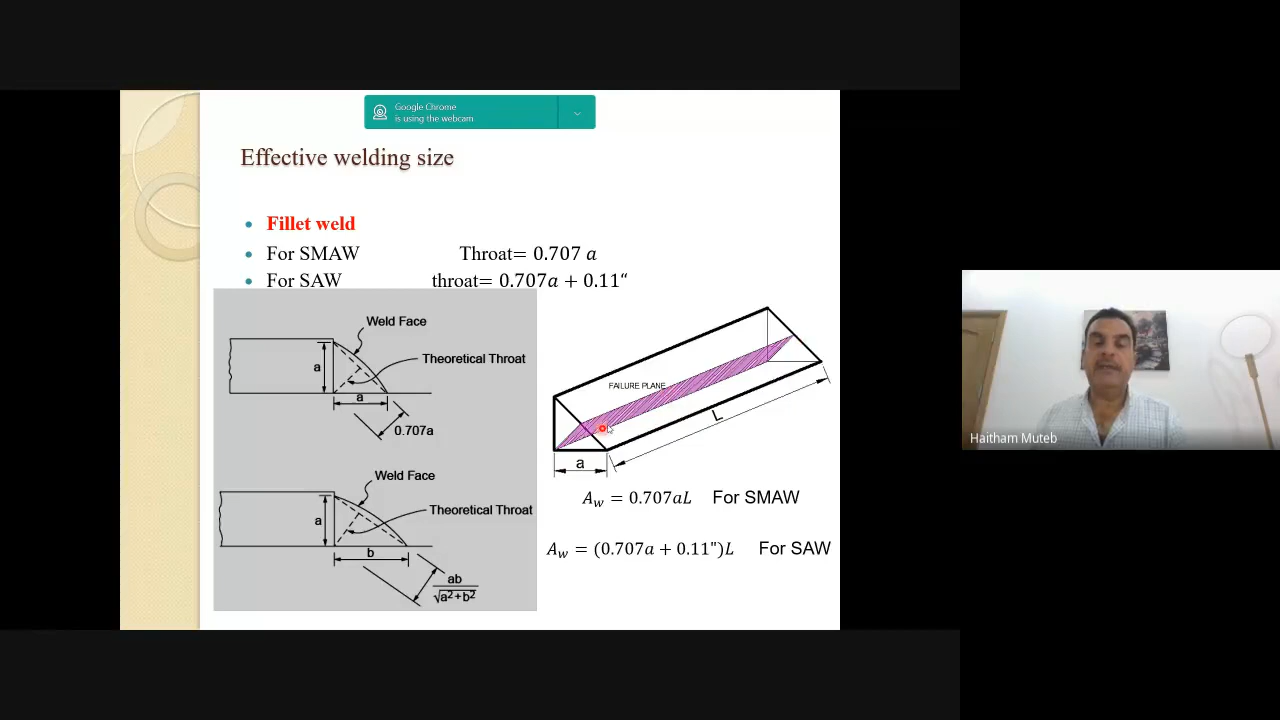 Google Chrome
is using the webcam
Effective welding size
Fillet weld
For SMAW Throat= 0.707 a
For SAW throat= 0.707a + 0.11“
Weld Face
Theoretical Throat
a
a
0.707a
Weld Face
Theoretical Throat
a
b
ab
√a²+b²
FAILURE PLANE
L
a
A_w = 0.707aL For SMAW
A_w = (0.707a + 0.11")L For SAW
Haitham Muteb